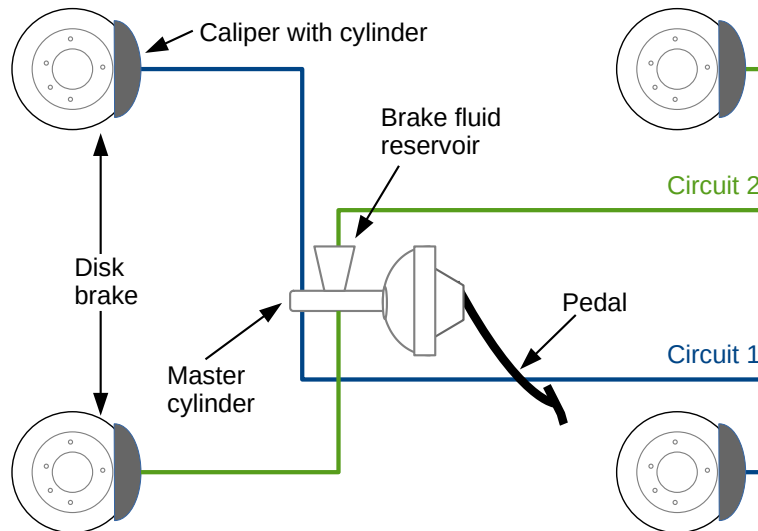 Caliper with cylinder
Brake fluid
reservoir
Circuit 2
Disk
brake
Pedal
Circuit 1
Master
cylinder